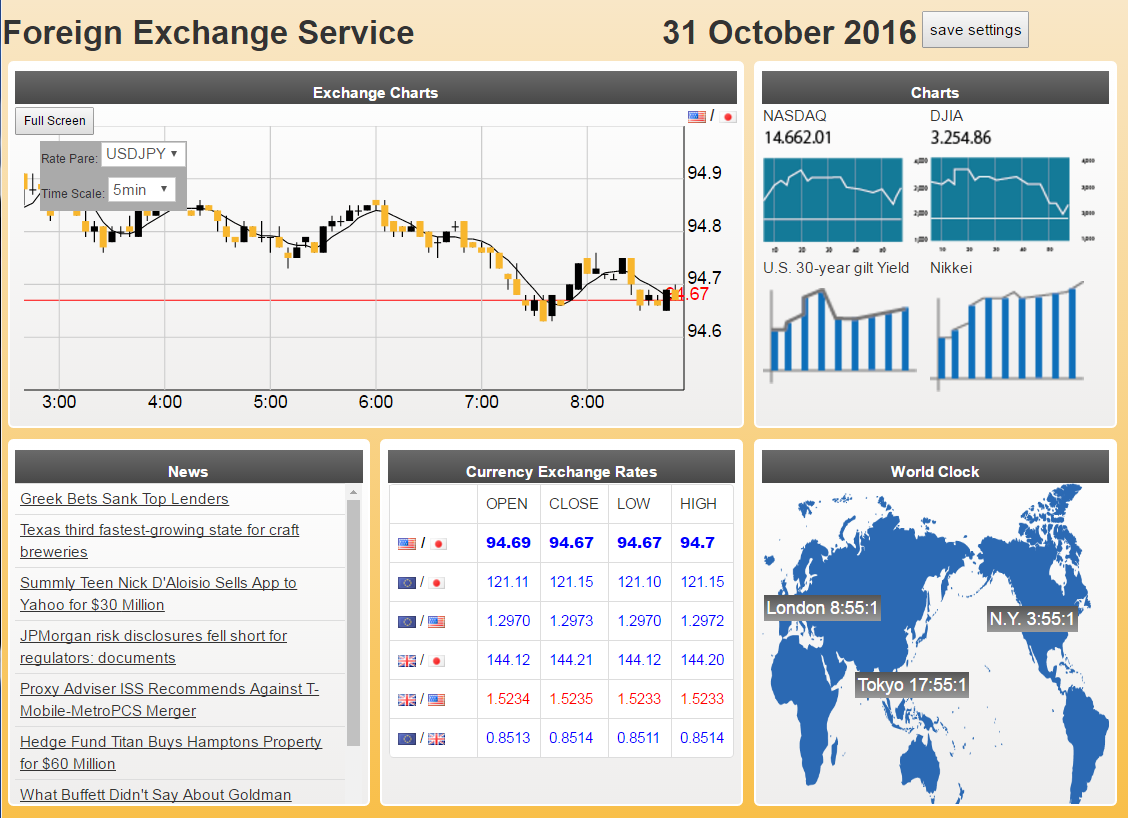 Foreign Exchange Service
31 October 2016
save settings
Exchange Charts
Full Screen
/
Rate Pare: USDJPY
Time Scale: 5min
94.9
94.8
94.7
94.67
94.6
3:00 4:00 5:00 6:00 7:00 8:00
Charts
NASDAQ
14.662.01
DJIA
3.254.86
U.S. 30-year gilt Yield
Nikkei
News
Greek Bets Sank Top Lenders
Texas third fastest-growing state for craft
breweries
Summly Teen Nick D'Aloisio Sells App to
Yahoo for $30 Million
JPMorgan risk disclosures fell short for
regulators: documents
Proxy Adviser ISS Recommends Against T-
Mobile-MetroPCS Merger
Hedge Fund Titan Buys Hamptons Property
for $60 Million
What Buffett Didn't Say About Goldman
Currency Exchange Rates
OPEN CLOSE LOW HIGH
/ 94.69 94.67 94.67 94.7
/ 121.11 121.15 121.10 121.15
/ 1.2970 1.2973 1.2970 1.2972
/ 144.12 144.21 144.12 144.20
/ 1.5234 1.5235 1.5233 1.5233
/ 0.8513 0.8514 0.8511 0.8514
World Clock
London 8:55:1
N.Y. 3:55:1
Tokyo 17:55:1